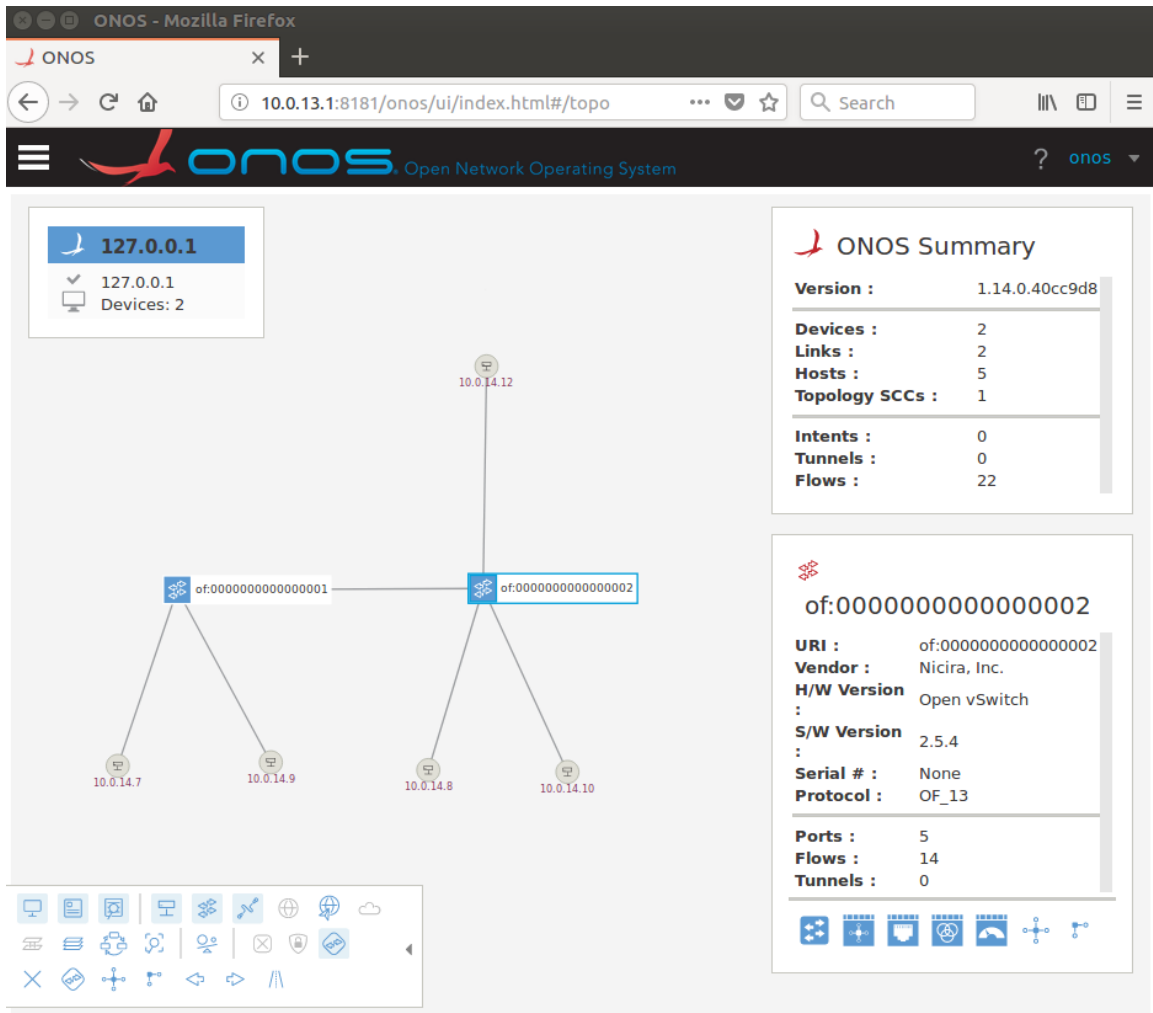 ONOS - Mozilla Firefox
ONOS
10.0.13.1:8181/onos/ui/index.html#/topo
Search
onos. Open Network Operating System
? onos
127.0.0.1
127.0.0.1
Devices: 2
10.0.14.12
of:0000000000000001
of:0000000000000002
10.0.14.7
10.0.14.9
10.0.14.8
10.0.14.10
ONOS Summary
Version : 1.14.0.40cc9d8
Devices : 2
Links : 2
Hosts : 5
Topology SCCs : 1
Intents : 0
Tunnels : 0
Flows : 22
of:0000000000000002
URI : of:0000000000000002
Vendor : Nicira, Inc.
H/W Version : Open vSwitch
S/W Version : 2.5.4
Serial # : None
Protocol : OF_13
Ports : 5
Flows : 14
Tunnels : 0